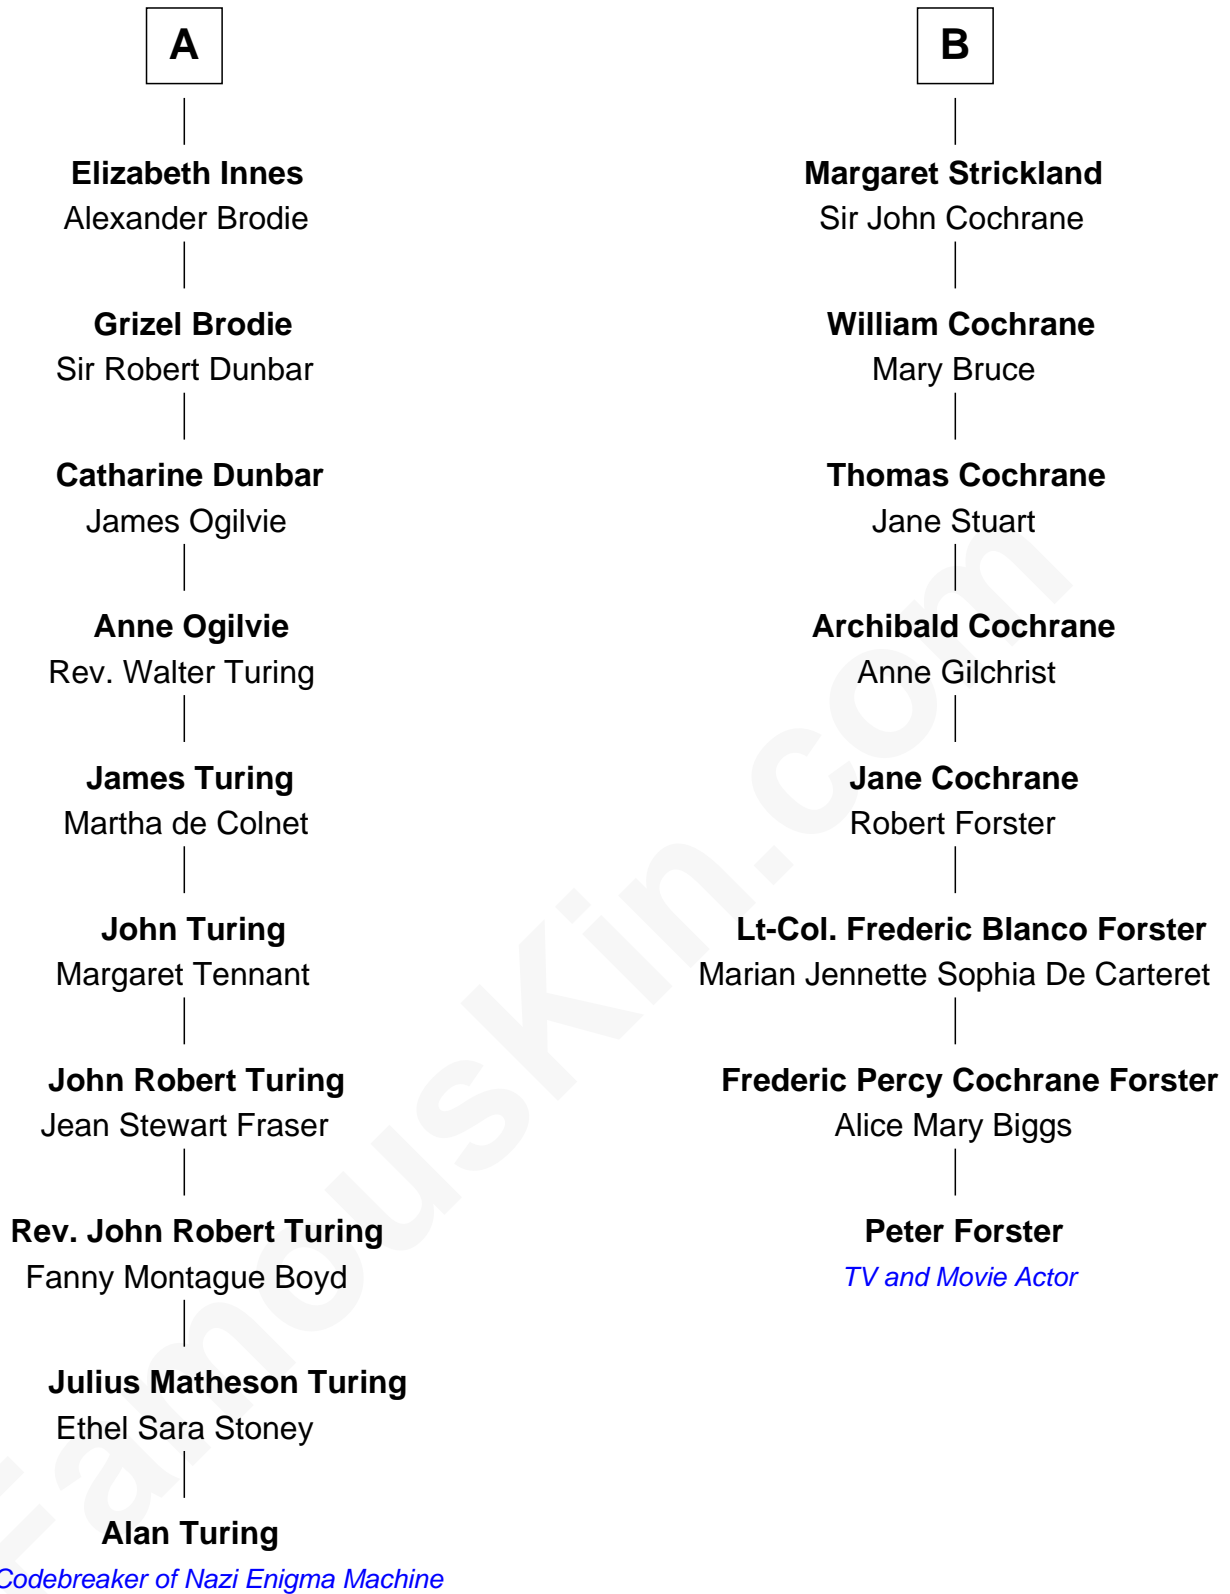 A
Elizabeth Innes
Alexander Brodie
Grizel Brodie
Sir Robert Dunbar
Catharine Dunbar
James Ogilvie
Anne Ogilvie
Rev. Walter Turing
James Turing
Martha de Colnet
John Turing
Margaret Tennant
John Robert Turing
Jean Stewart Fraser
Rev. John Robert Turing
Fanny Montague Boyd
Julius Matheson Turing
Ethel Sara Stoney
Alan Turing
Codebreaker of Nazi Enigma Machine
B
Margaret Strickland
Sir John Cochrane
William Cochrane
Mary Bruce
Thomas Cochrane
Jane Stuart
Archibald Cochrane
Anne Gilchrist
Jane Cochrane
Robert Forster
Lt-Col. Frederic Blanco Forster
Marian Jennette Sophia De Carteret
Frederic Percy Cochrane Forster
Alice Mary Biggs
Peter Forster
TV and Movie Actor
FamousKin.com